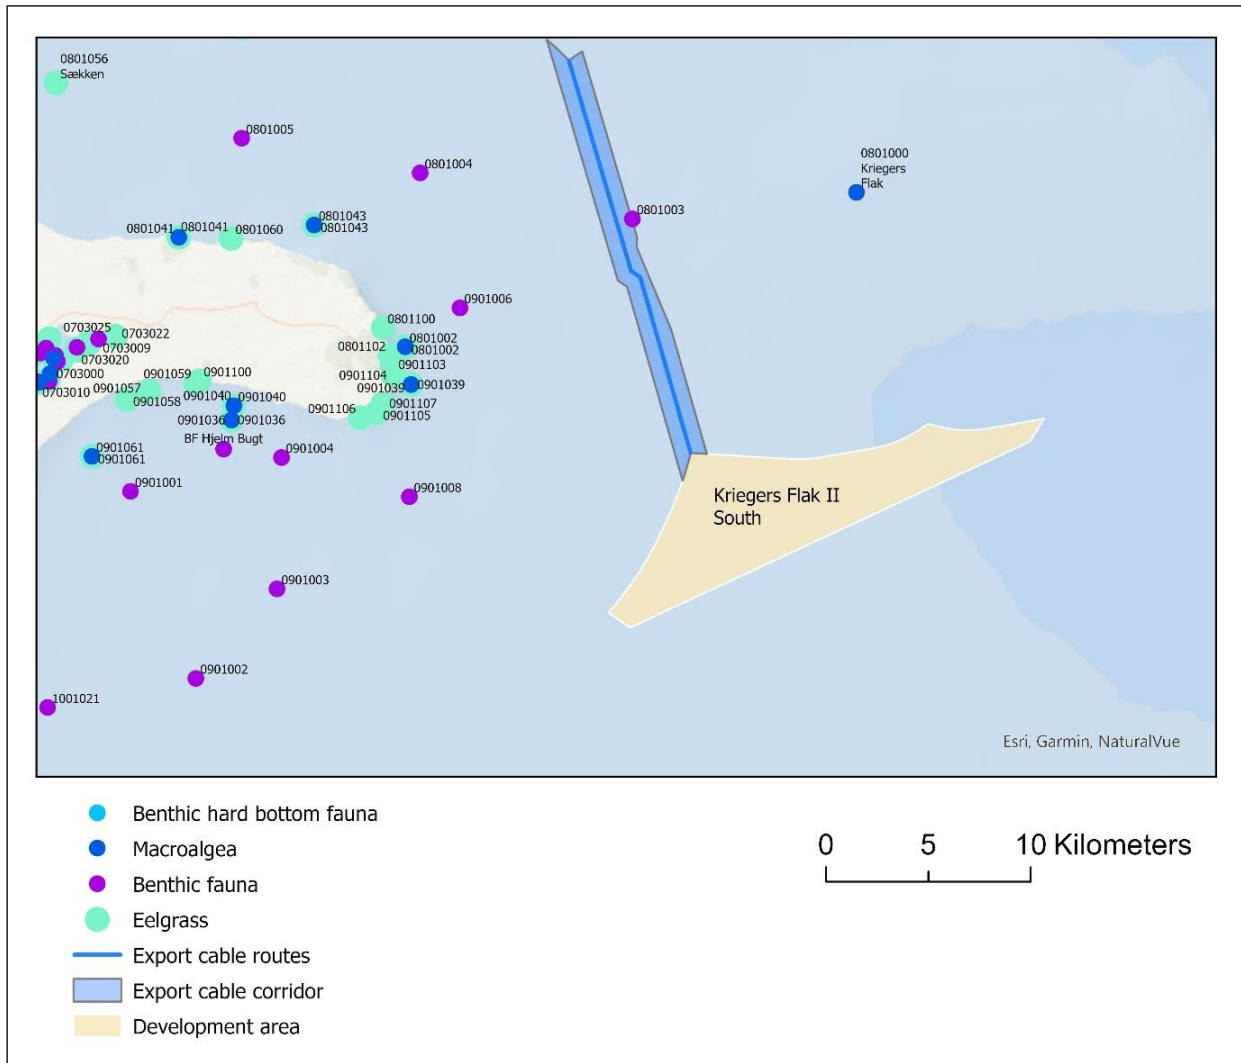 0801056
Sækken
0801005
0801004
0801000
Kriegers
Flak
0801003
0801043
0801043
0801041
0801041
0801060
0901006
0801100
0703025
0703022
0801002
0801002
0703009
0801102
0703020
0901103
0703000
0901059
0901100
0901104
0901039
0901039
0703010
0901057
0901058
0901040
0901040
0901107
0901106
0901105
0901036
0901036
BF Hjelm Bugt
0901061
0901061
0901004
0901001
0901008
Kriegers Flak II
South
0901003
0901002
1001021
Esri, Garmin, NaturalVue
Benthic hard bottom fauna
Macroalgea
Benthic fauna
Eelgrass
Export cable routes
Export cable corridor
Development area
0 5 10 Kilometers